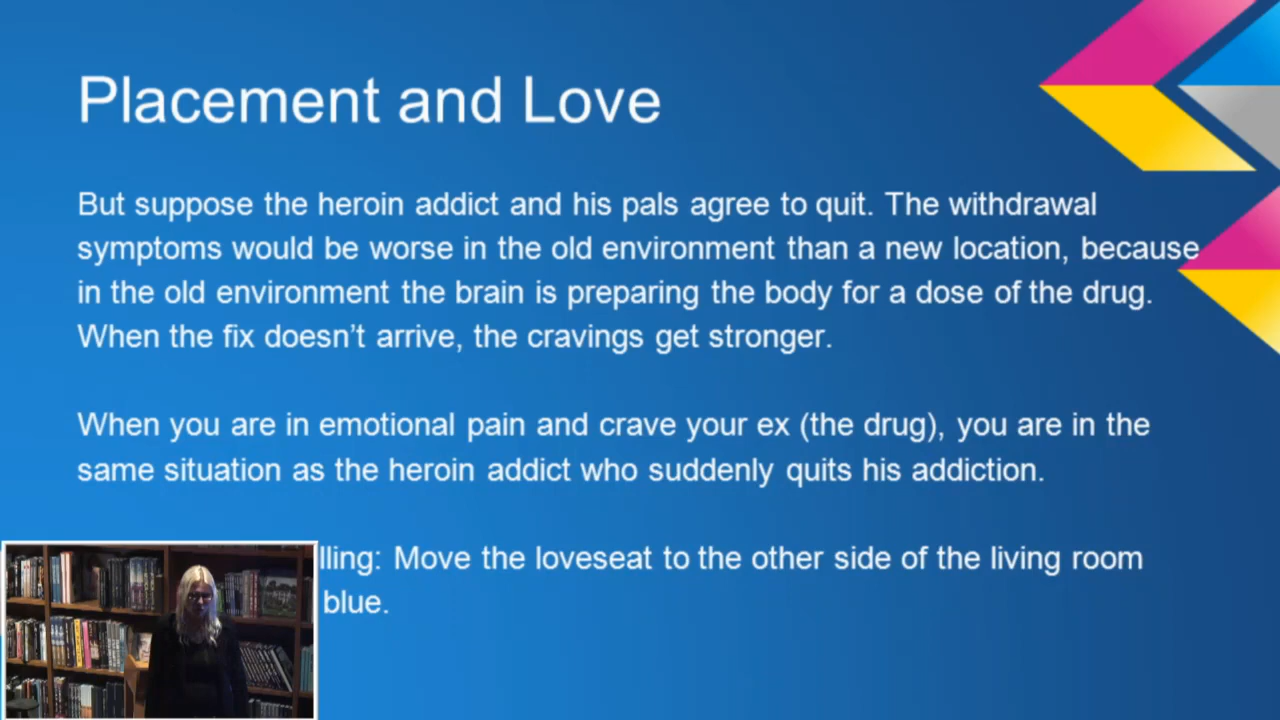 Placement and Love
But suppose the heroin addict and his pals agree to quit. The withdrawal
symptoms would be worse in the old environment than a new location, because
in the old environment the brain is preparing the body for a dose of the drug.
When the fix doesn’t arrive, the cravings get stronger.
When you are in emotional pain and crave your ex (the drug), you are in the
same situation as the heroin addict who suddenly quits his addiction.
lling: Move the loveseat to the other side of the living room
blue.